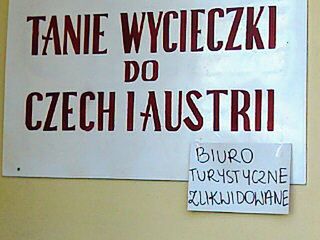 TANIE WYCIECZKI
DO
CZECH I AUSTRII
BIURO
TURYSTYCZNE
ZLIKWIDOWANE